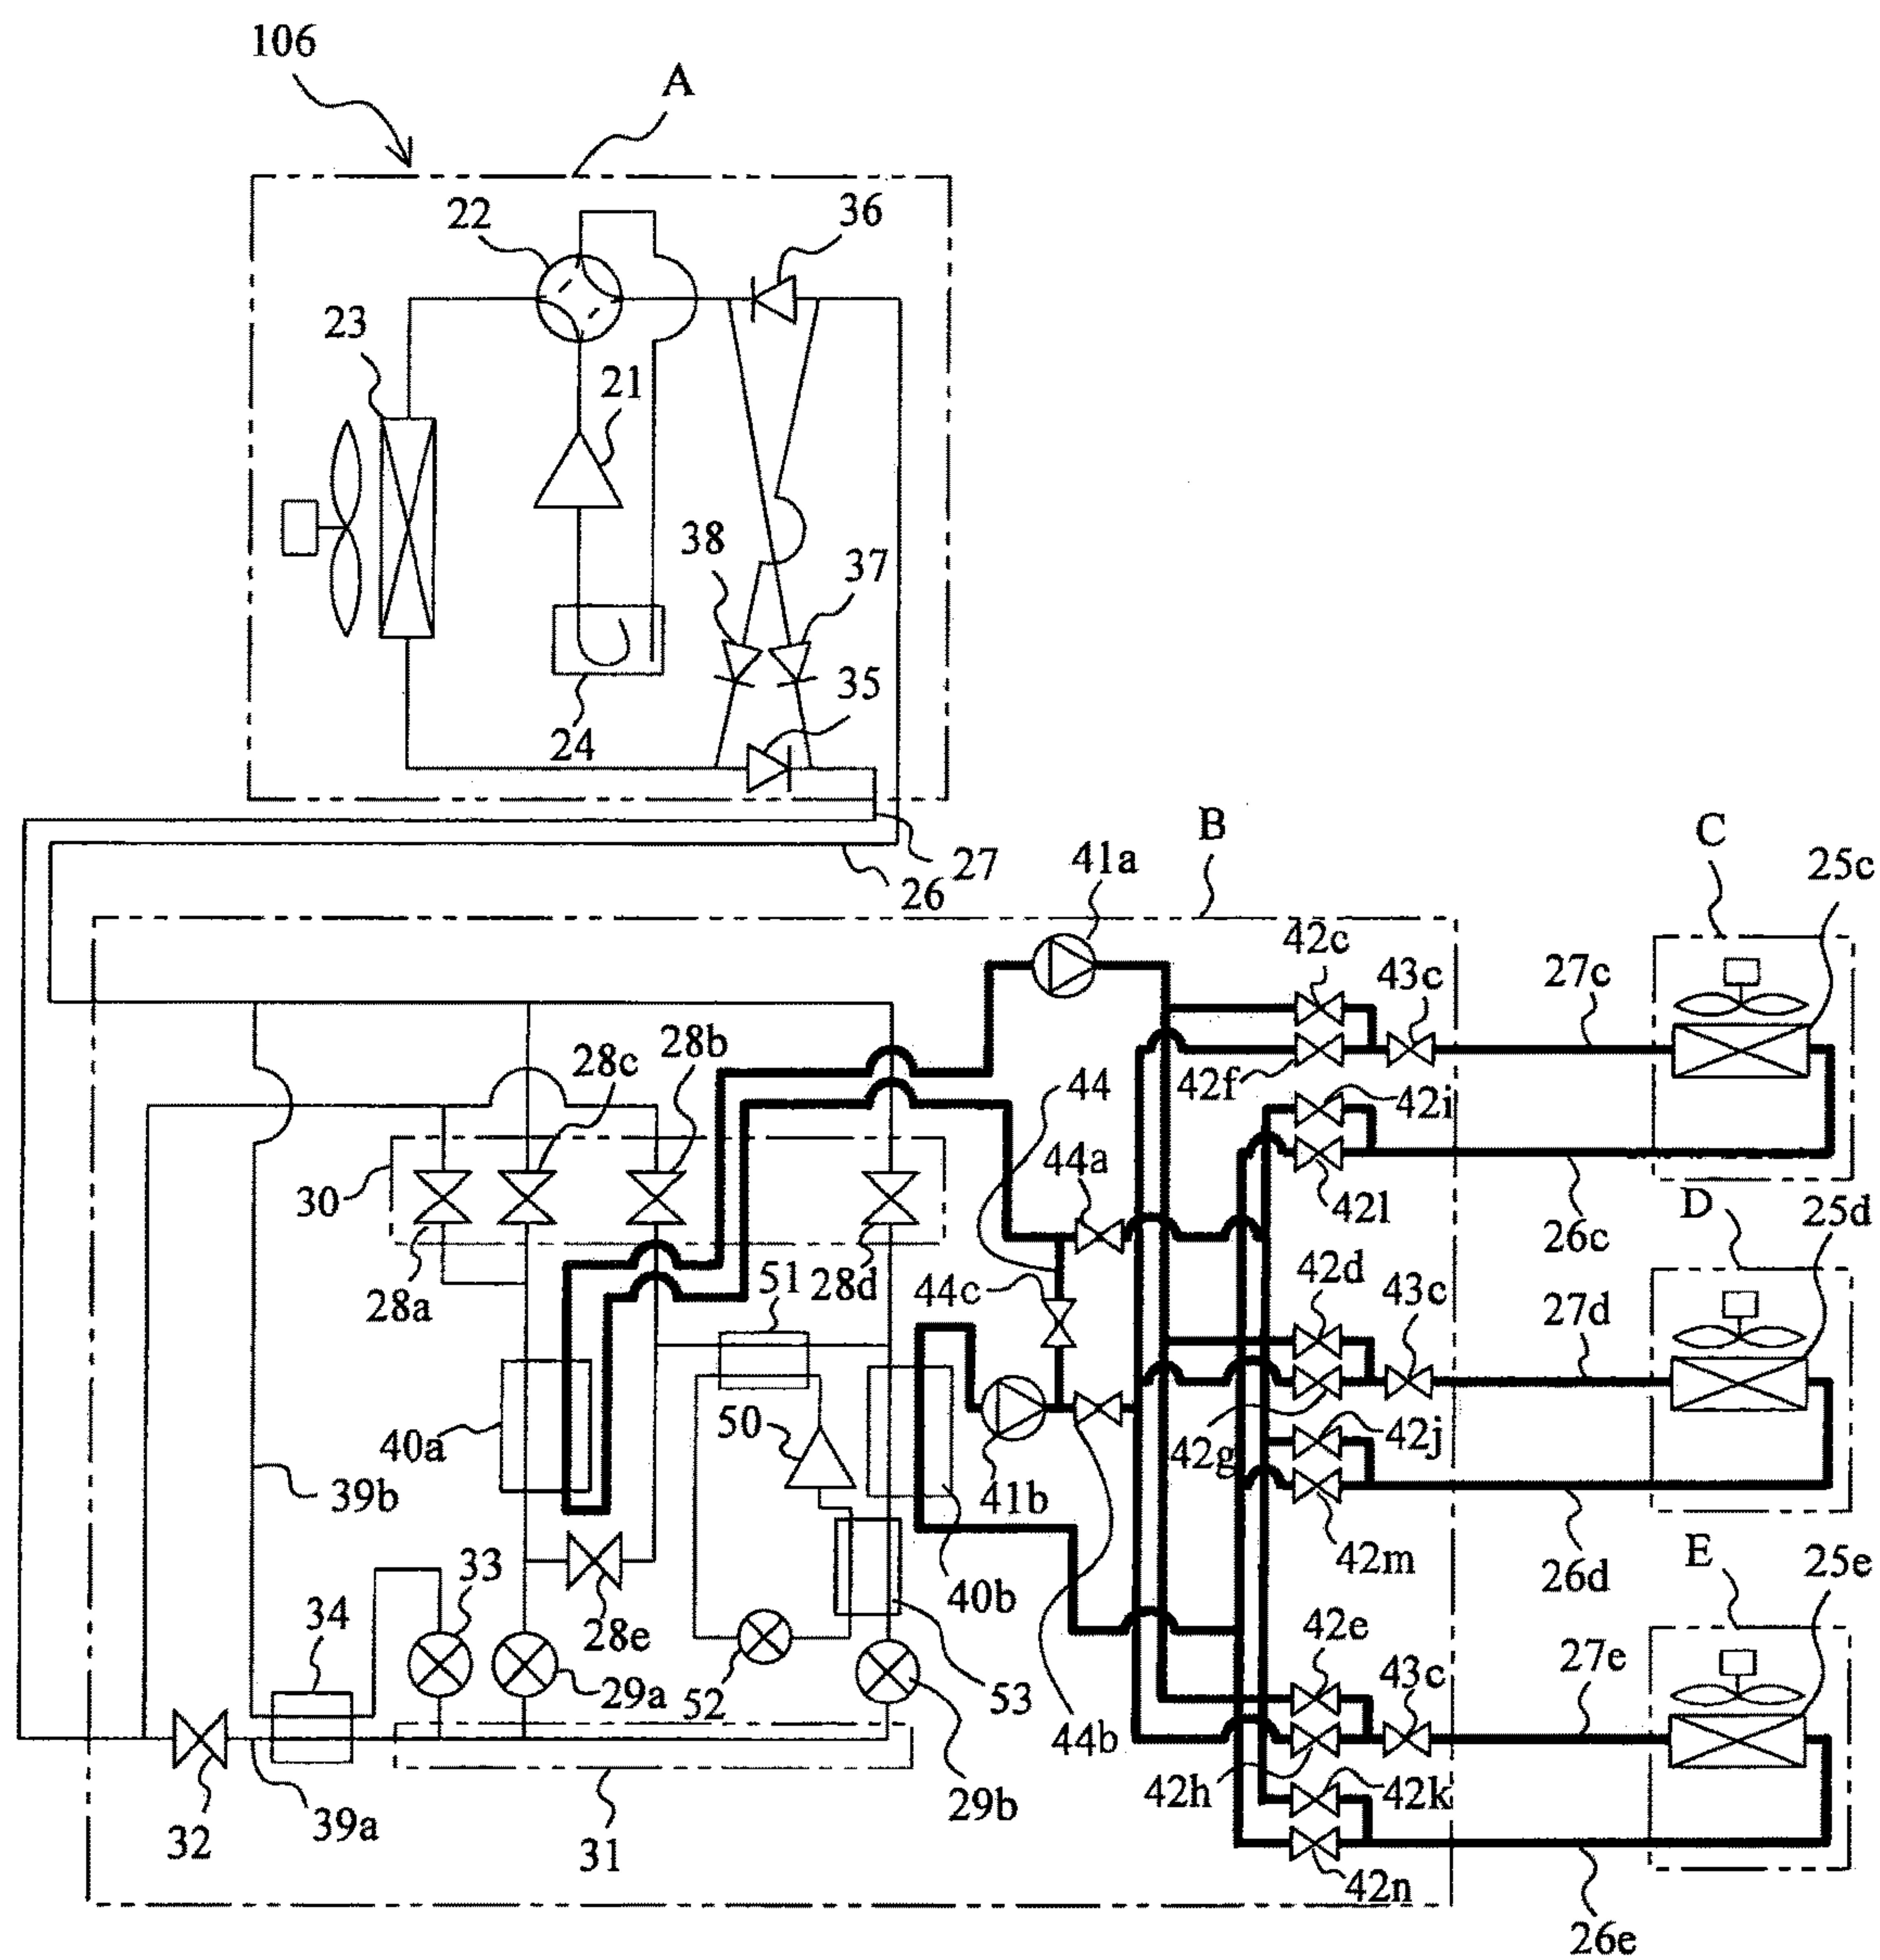 106
A
22
36
23
21
38
37
35
24
27
26
B
C
41a
25c
42c
43c
27c
28b
28c
42f
44
42i
44a
30
42l
26c
D
25d
28a
28d
51
44c
42d
43c
27d
40a
50
41b
42g
42j
39b
42m
26d
E
25e
33
34
40b
28e
42e
43c
27e
29a
52
53
44b
42h
42k
32
39a
31
29b
42n
26e